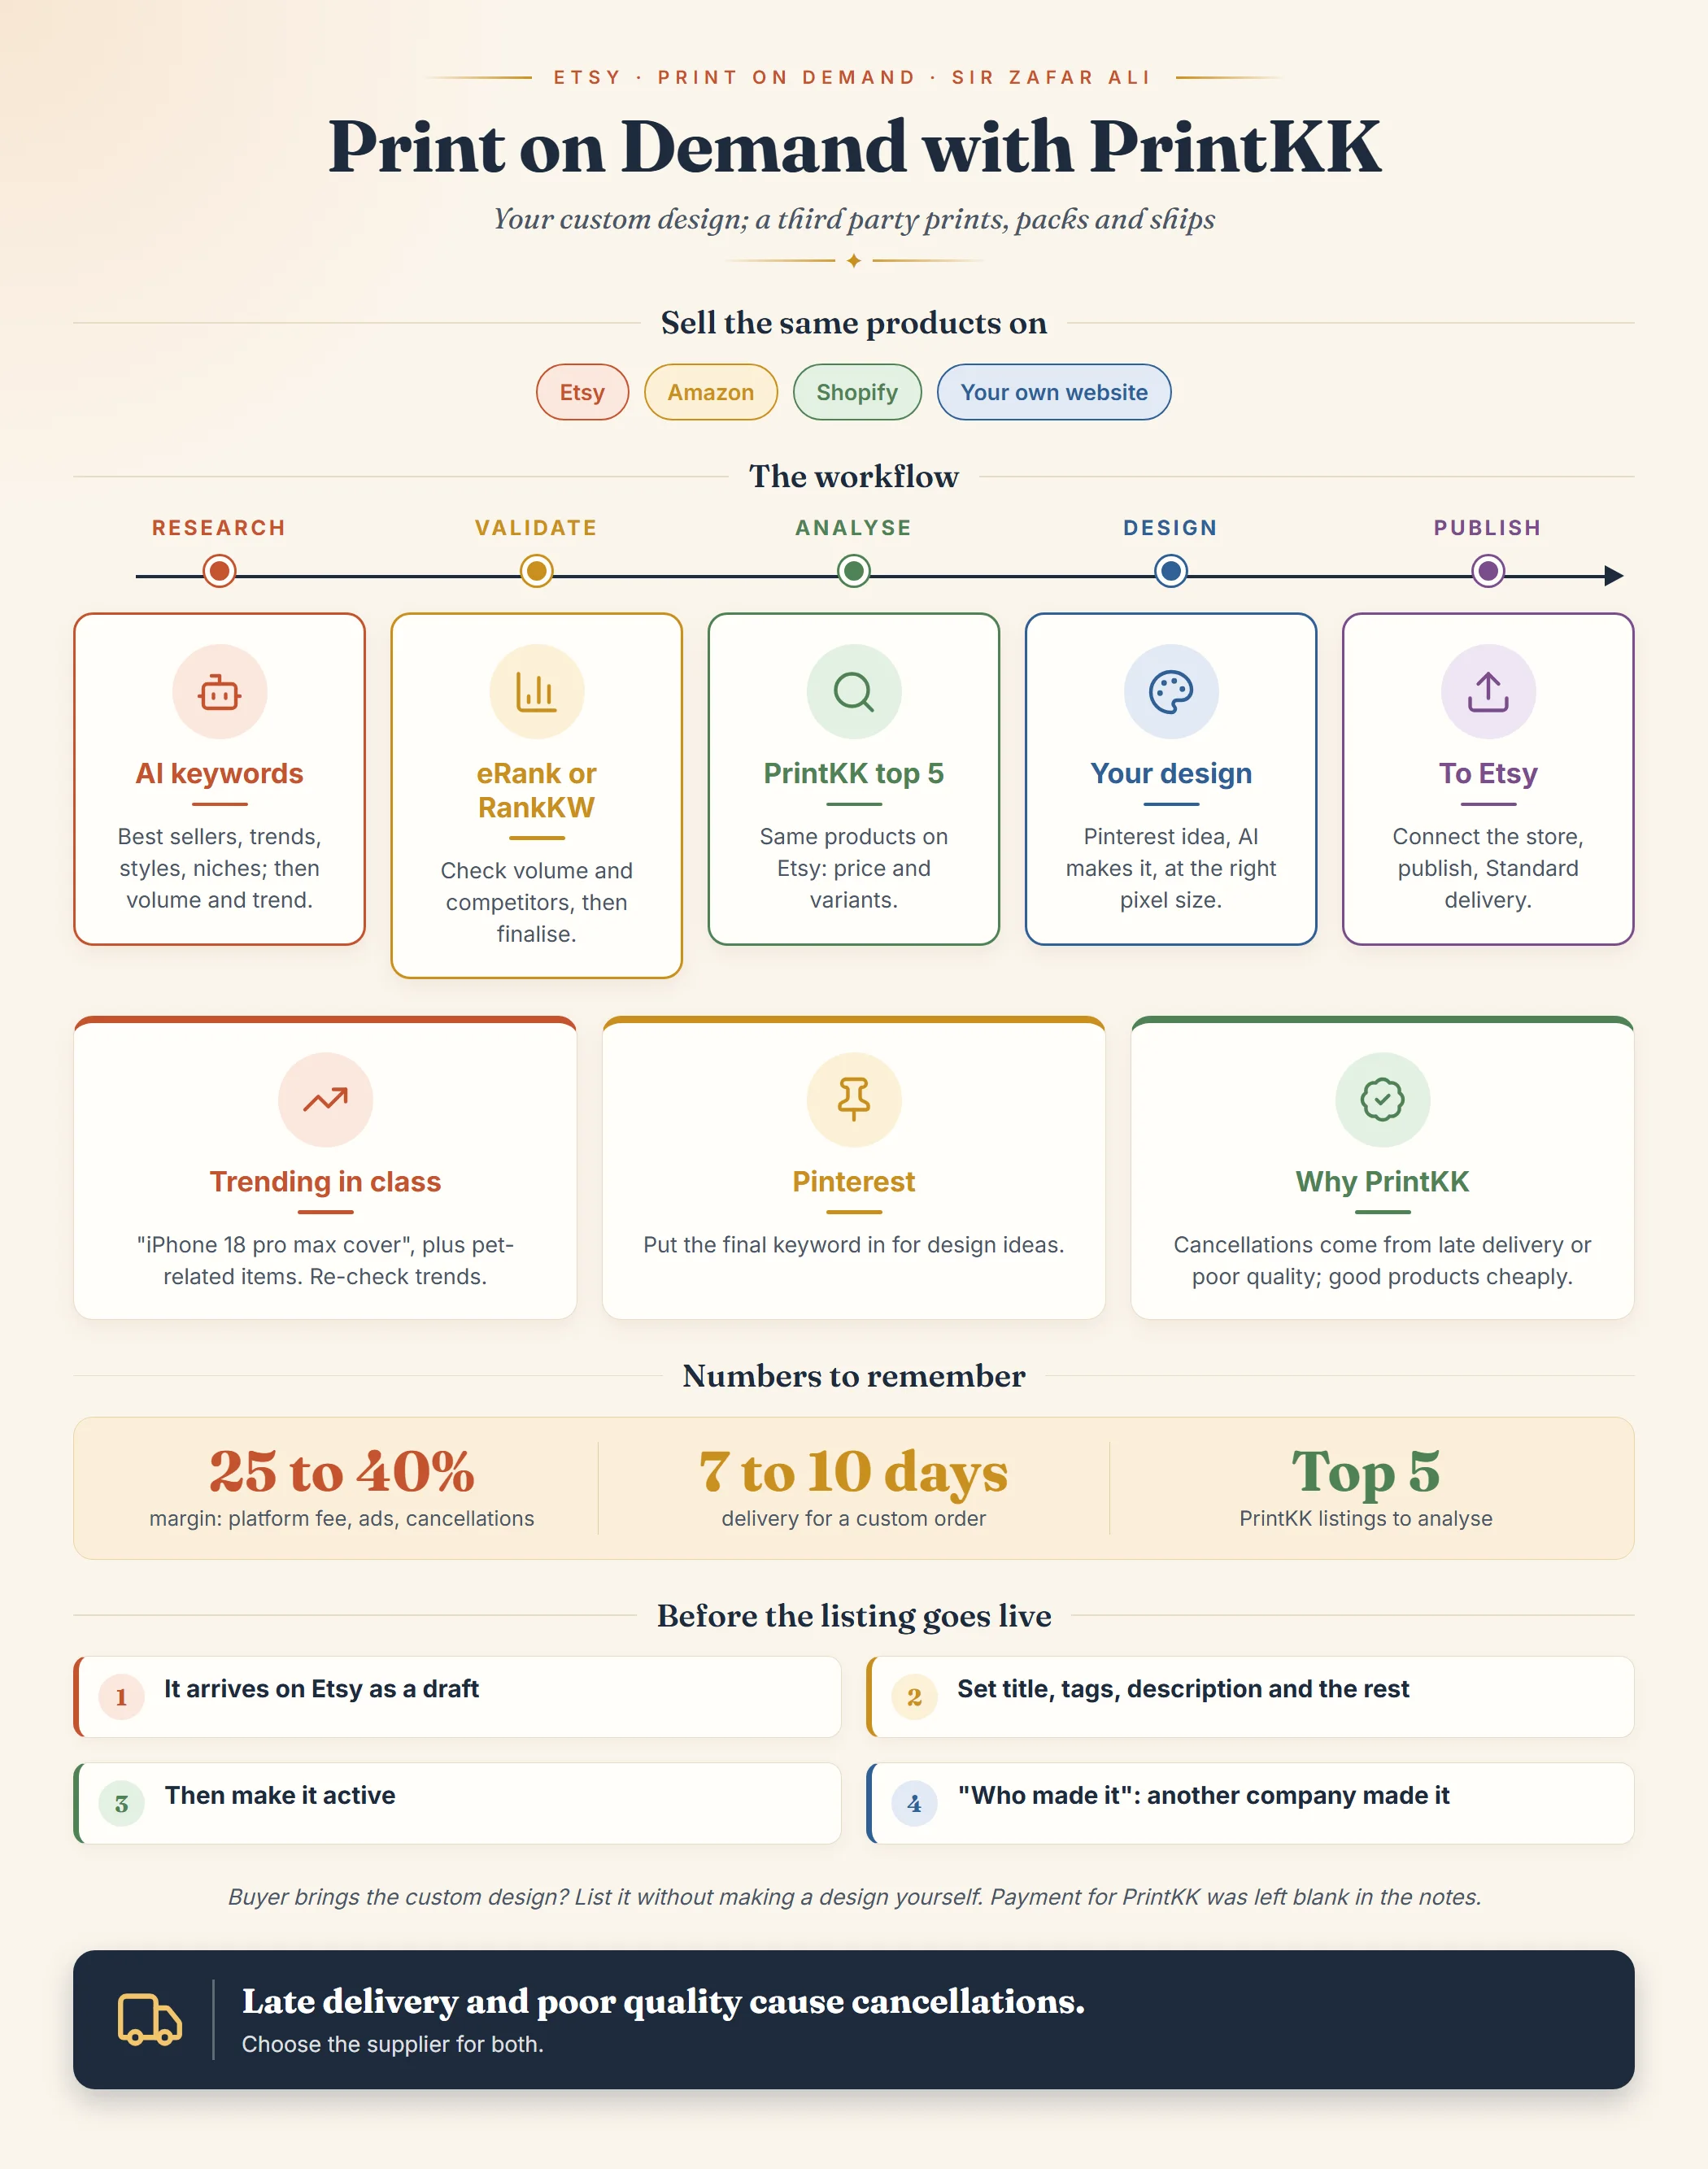 ETSY · PRINT ON DEMAND · SIR ZAFAR ALI
Print on Demand with PrintKK
Your custom design; a third party prints, packs and ships
Sell the same products on
Etsy
Amazon
Shopify
Your own website
The workflow
RESEARCH
VALIDATE
ANALYSE
DESIGN
PUBLISH
AI keywords
Best sellers, trends,
styles, niches; then
volume and trend.
eRank or
RankKW
Check volume and
competitors, then
finalise.
PrintKK top 5
Same products on
Etsy: price and
variants.
Your design
Pinterest idea, AI
makes it, at the right
pixel size.
To Etsy
Connect the store,
publish, Standard
delivery.
Trending in class
"iPhone 18 pro max cover", plus pet-
related items. Re-check trends.
Pinterest
Put the final keyword in for design ideas.
Why PrintKK
Cancellations come from late delivery or
poor quality; good products cheaply.
Numbers to remember
25 to 40%
margin: platform fee, ads, cancellations
7 to 10 days
delivery for a custom order
Top 5
PrintKK listings to analyse
Before the listing goes live
1 It arrives on Etsy as a draft
2 Set title, tags, description and the rest
3 Then make it active
4 "Who made it": another company made it
Buyer brings the custom design? List it without making a design yourself. Payment for PrintKK was left blank in the notes.
Late delivery and poor quality cause cancellations.
Choose the supplier for both.